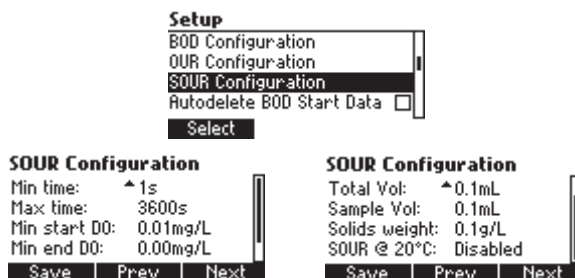 Setup
BOD Configuration
OUR Configuration
SOUR Configuration
Autodelete BOD Start Data
Select
SOUR Configuration
Min time: 1s
Max time: 3600s
Min start DO: 0.01mg/L
Min end DO: 0.00mg/L
Save Prev Next
SOUR Configuration
Total Vol: 0.1mL
Sample Vol: 0.1mL
Solids weight: 0.1g/L
SOUR @ 20°C: Disabled
Save Prev Next